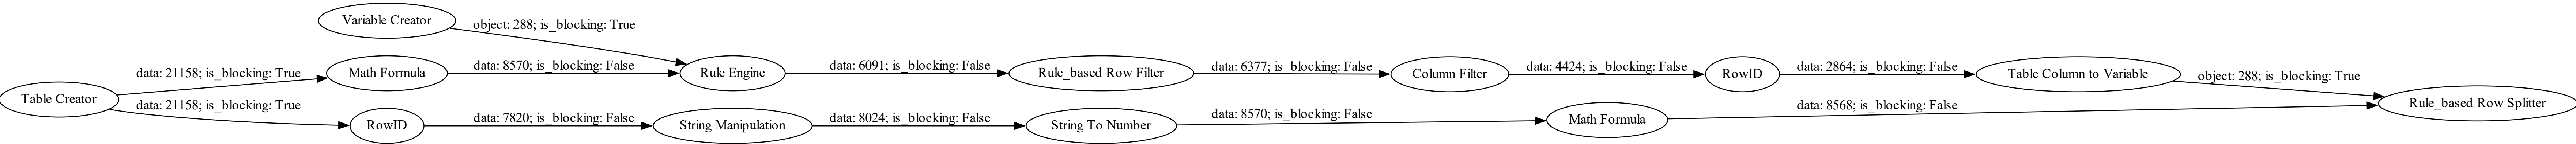 Variable Creator
object: 288; is_blocking: True
Table Creator
data: 21158; is_blocking: True
Math Formula
data: 8570; is_blocking: False
Rule Engine
data: 6091; is_blocking: False
Rule_based Row Filter
data: 6377; is_blocking: False
Column Filter
data: 4424; is_blocking: False
RowID
data: 2864; is_blocking: False
Table Column to Variable
object: 288; is_blocking: True
Rule_based Row Splitter
data: 21158; is_blocking: True
RowID
data: 7820; is_blocking: False
String Manipulation
data: 8024; is_blocking: False
String To Number
data: 8570; is_blocking: False
Math Formula
data: 8568; is_blocking: False